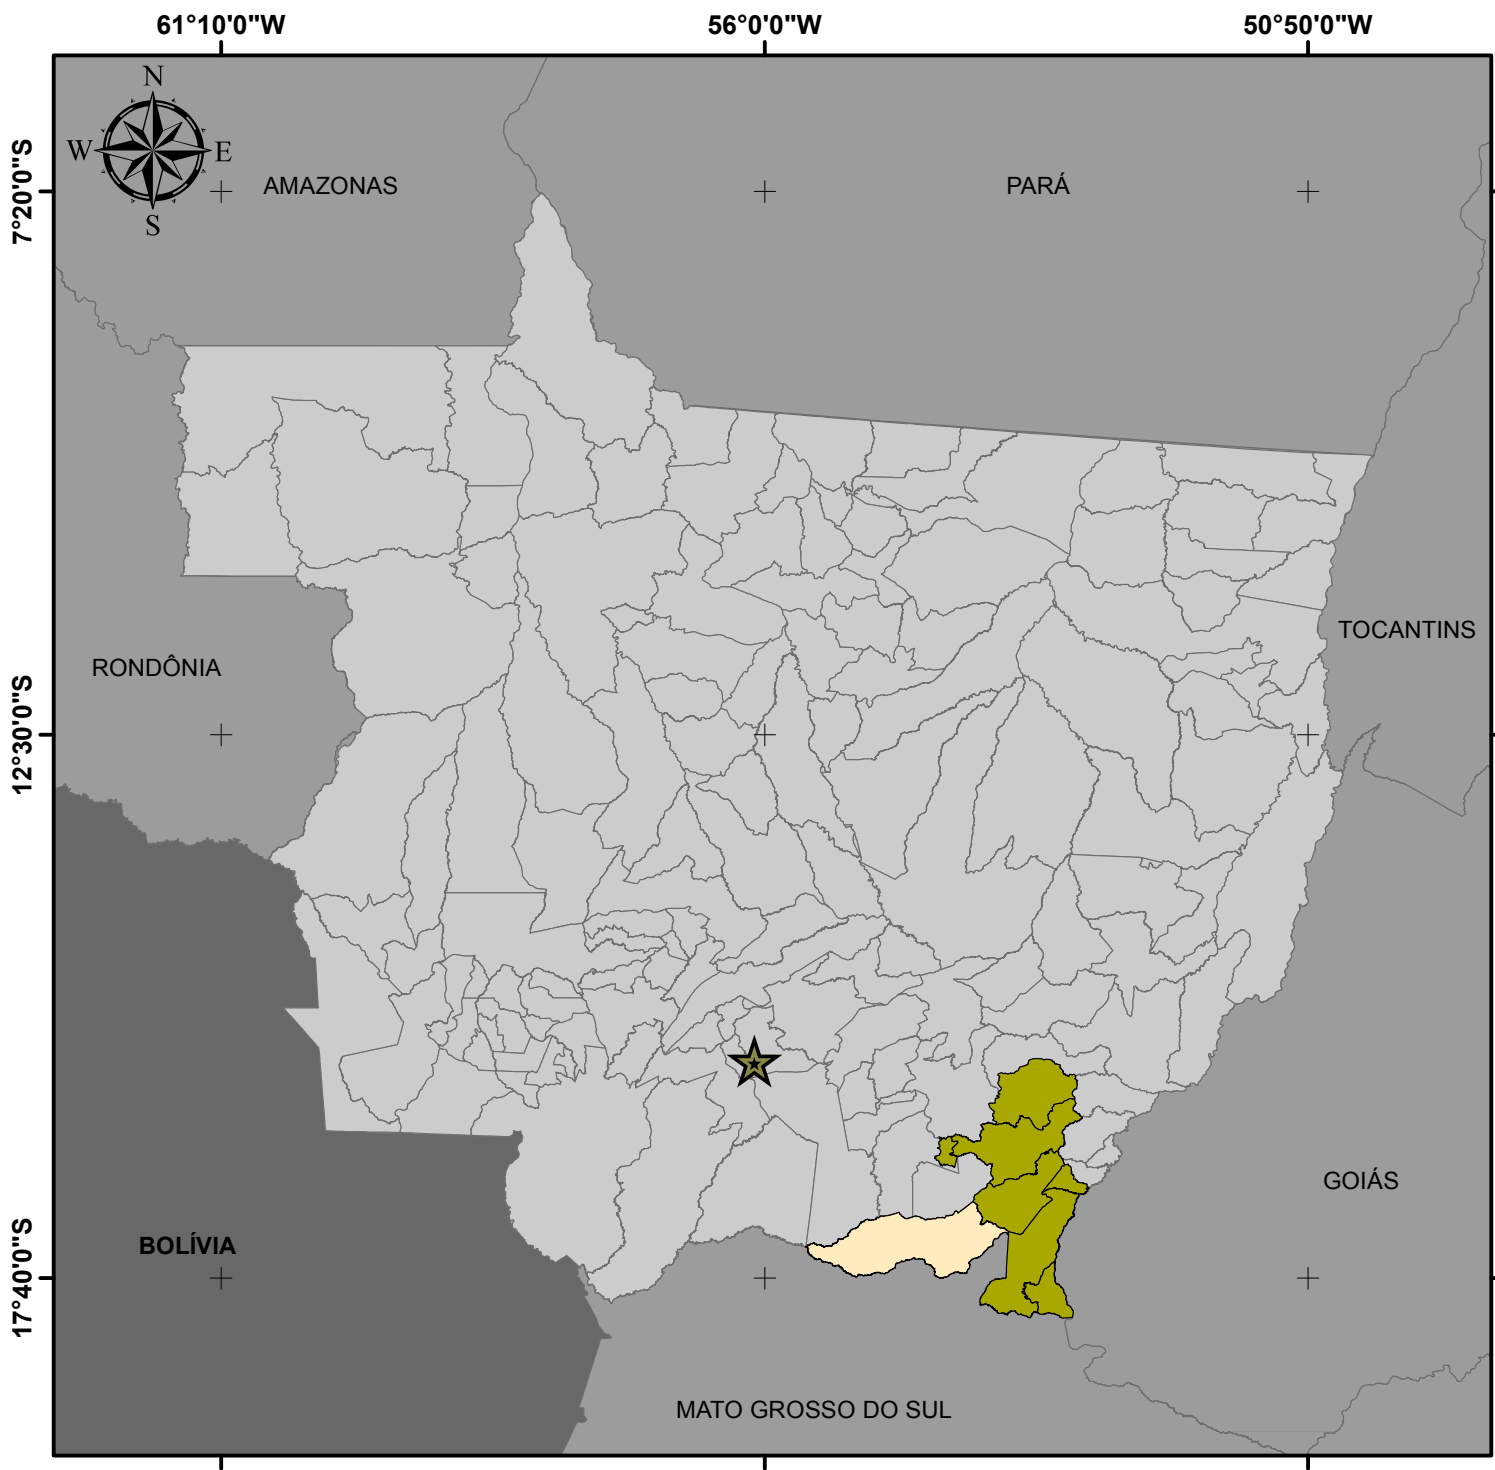 61°10'0"W 56°0'0"W 50°50'0"W
N
W E
S
7°20'0"S
AMAZONAS PARÁ
TOCANTINS
RONDÔNIA
12°30'0"S
GOIÁS
BOLÍVIA
17°40'0"S
MATO GROSSO DO SUL